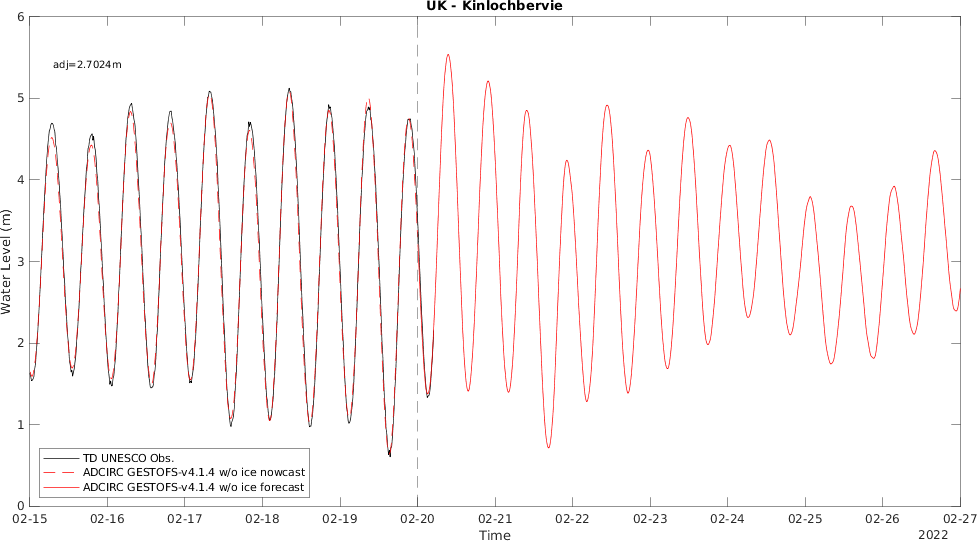 UK - Kinlochbervie
adj=2.7024m
Water Level (m)
6
5
4
3
2
1
0
TD UNESCO Obs.
ADCIRC GESTOFS-v4.1.4 w/o ice nowcast
ADCIRC GESTOFS-v4.1.4 w/o ice forecast
02-15 02-16 02-17 02-18 02-19 02-20 02-21 02-22 02-23 02-24 02-25 02-26 02-27
Time
2022